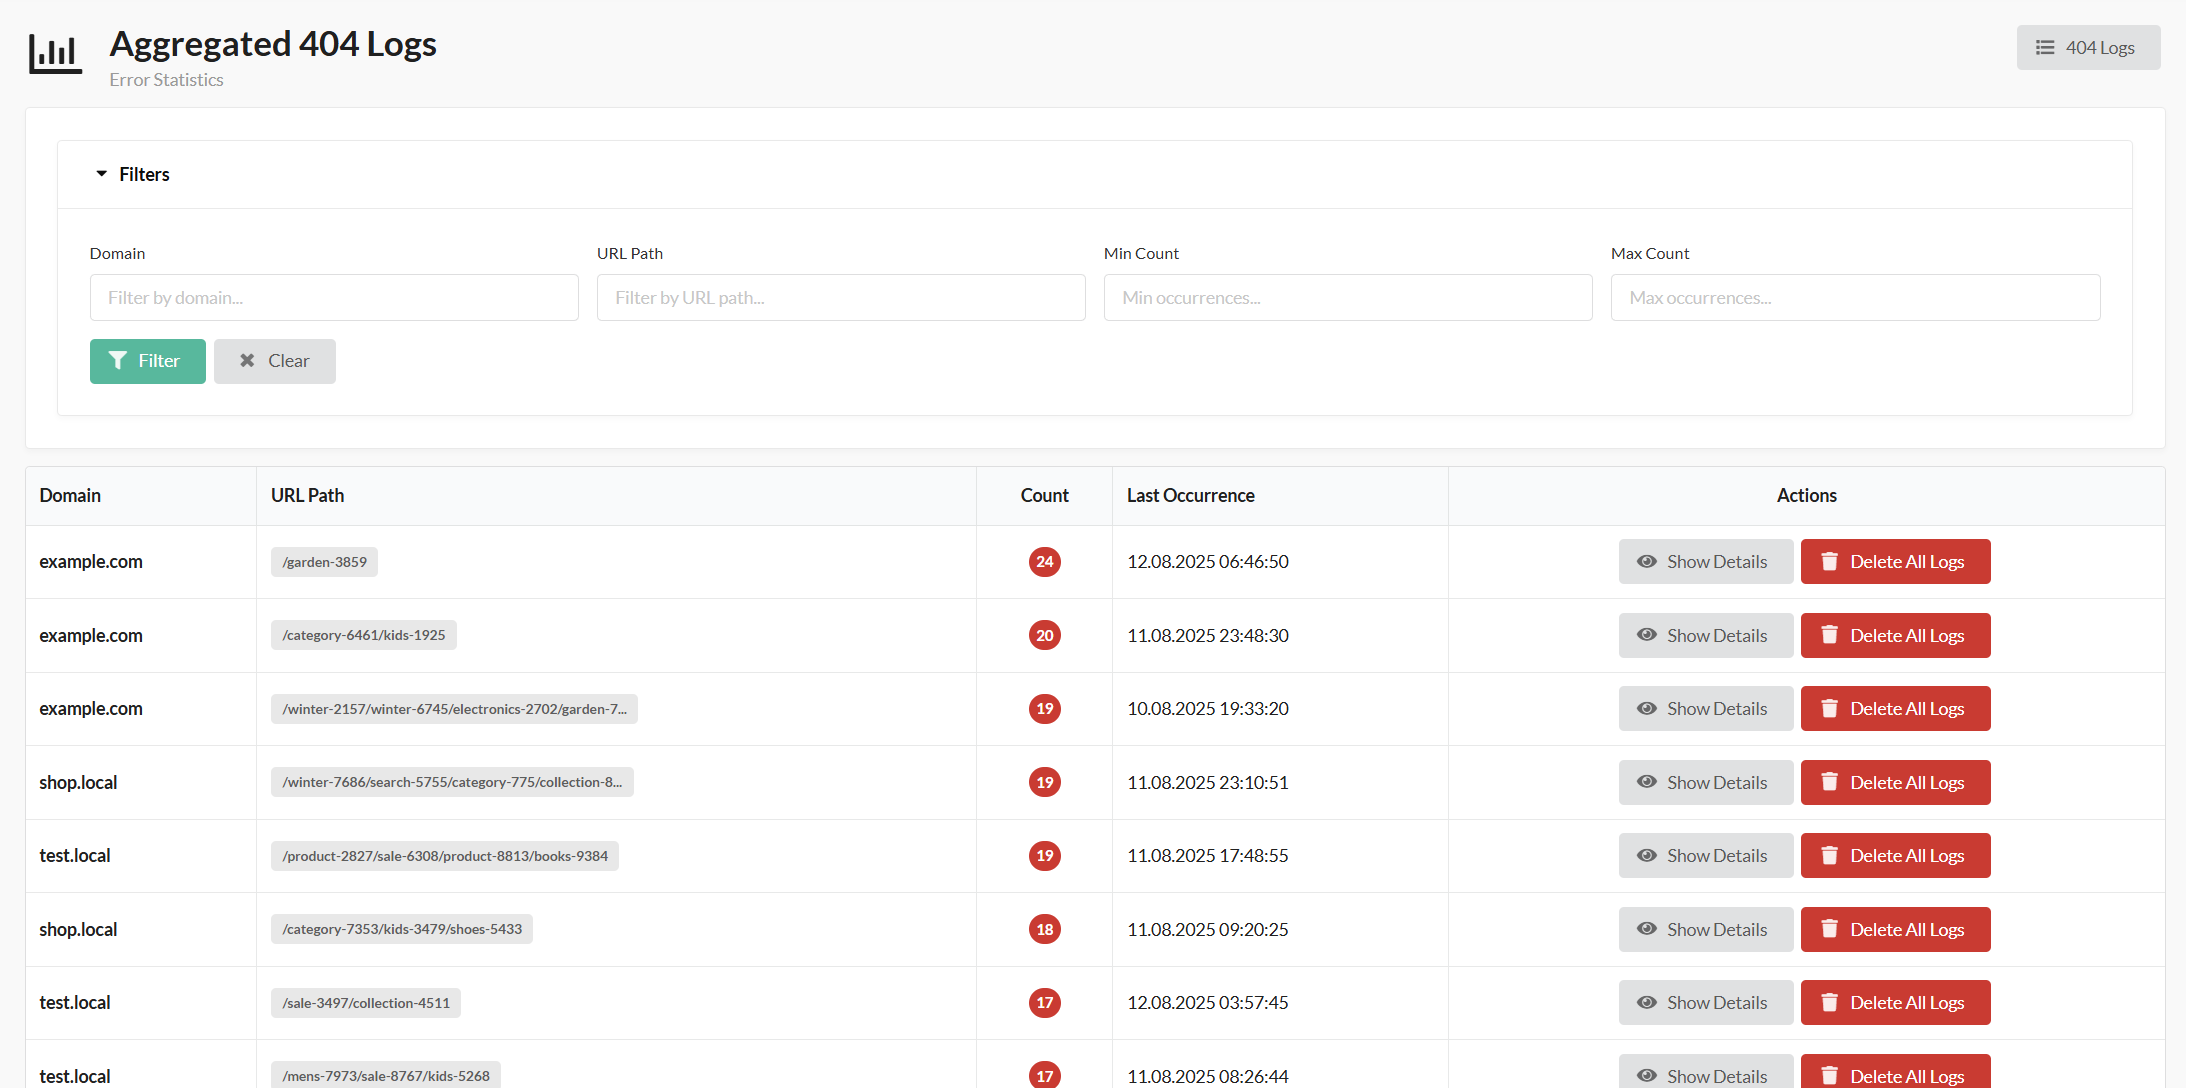 Aggregated 404 Logs
Error Statistics
404 Logs
Filters
Domain URL Path Min Count Max Count
Filter by domain... Filter by URL path... Min occurrences... Max occurrences...
Filter Clear
Domain URL Path Count Last Occurrence Actions
example.com /garden-3859 24 12.08.2025 06:46:50 Show Details Delete All Logs
example.com /category-6461/kids-1925 20 11.08.2025 23:48:30 Show Details Delete All Logs
example.com /winter-2157/winter-6745/electronics-2702/garden-7... 19 10.08.2025 19:33:20 Show Details Delete All Logs
shop.local /winter-7686/search-5755/category-775/collection-8... 19 11.08.2025 23:10:51 Show Details Delete All Logs
test.local /product-2827/sale-6308/product-8813/books-9384 19 11.08.2025 17:48:55 Show Details Delete All Logs
shop.local /category-7353/kids-3479/shoes-5433 18 11.08.2025 09:20:25 Show Details Delete All Logs
test.local /sale-3497/collection-4511 17 12.08.2025 03:57:45 Show Details Delete All Logs
test.local /mens-7973/sale-8767/kids-5268 17 11.08.2025 08:26:44 Show Details Delete All Logs